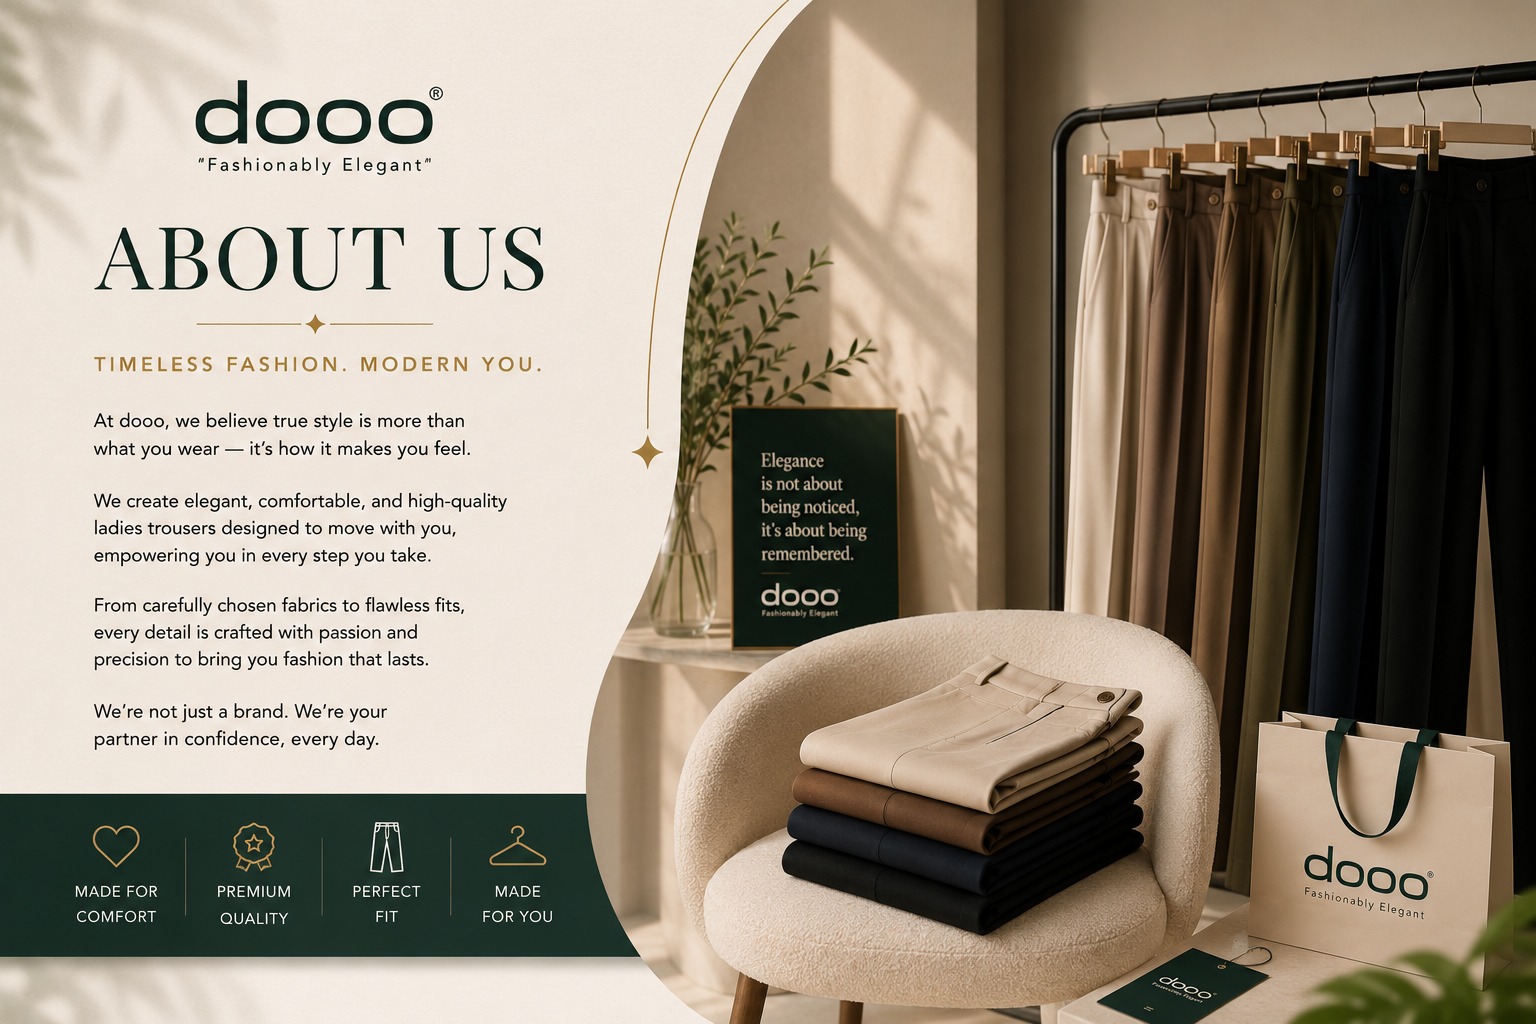 dooo®
"Fashionably Elegant"
ABOUT US
TIMELESS FASHION. MODERN YOU.
At dooo, we believe true style is more than
what you wear — it's how it makes you feel.
We create elegant, comfortable, and high-quality
ladies trousers designed to move with you,
empowering you in every step you take.
From carefully chosen fabrics to flawless fits,
every detail is crafted with passion and
precision to bring you fashion that lasts.
We're not just a brand. We're your
partner in confidence, every day.
MADE FOR
COMFORT
PREMIUM
QUALITY
PERFECT
FIT
MADE
FOR YOU
Elegance
is not about
being noticed,
it's about being
remembered.
dooo
Fashionably Elegant
dooo®
Fashionably Elegant
dooo
Fashionably Elegant